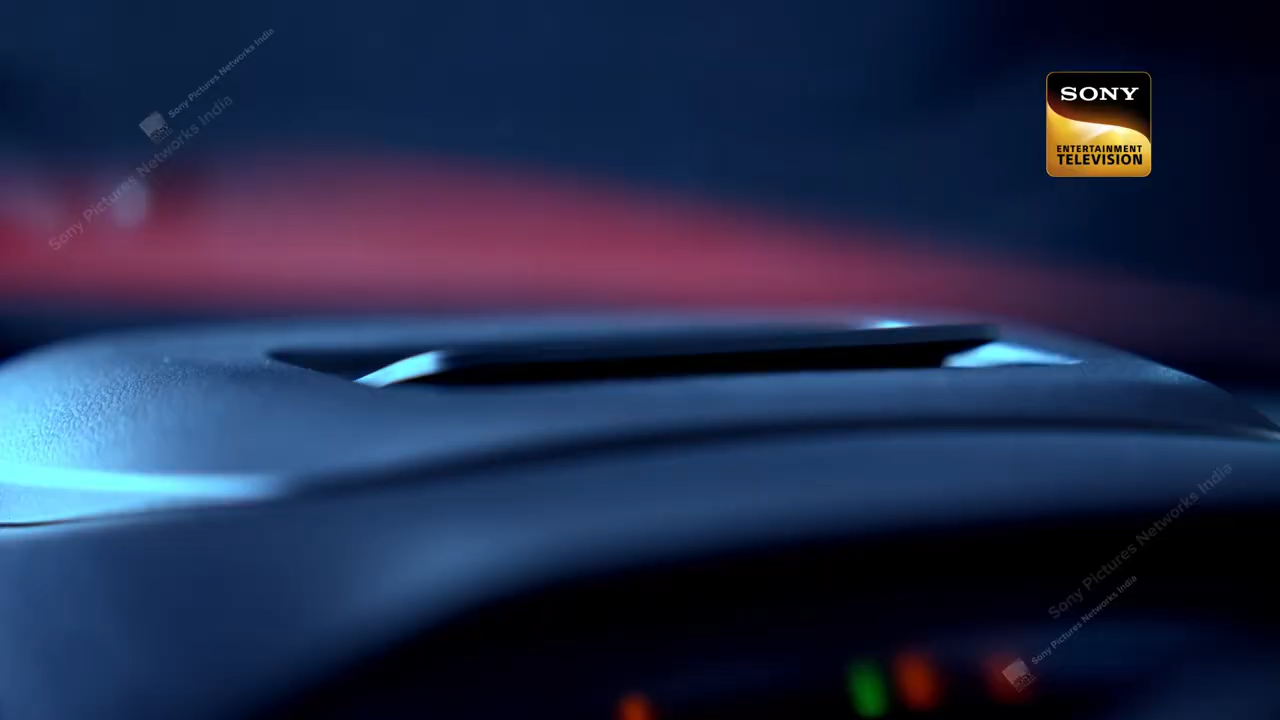 Sony Pictures Networks India
Sony Pictures Networks India
SONY
ENTERTAINMENT
TELEVISION
Sony Pictures Networks India
Sony Pictures Networks India